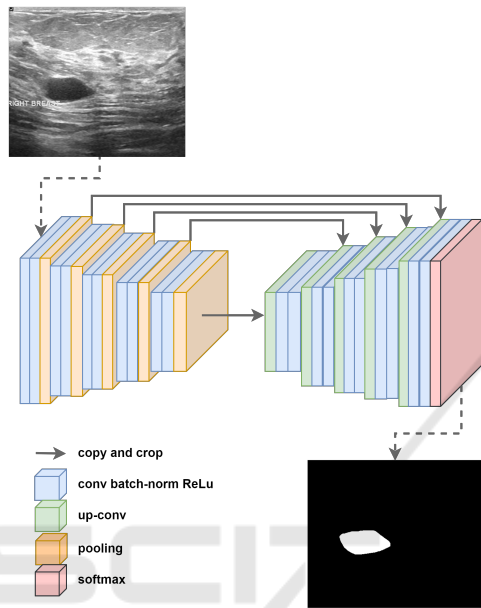 RIGHT BREAST
copy and crop
conv batch-norm ReLu
up-conv
pooling
softmax